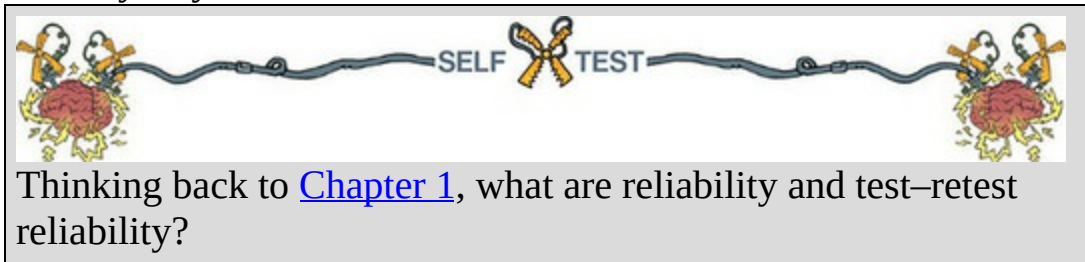 SELF TEST
Thinking back to Chapter 1, what are reliability and test–retest
reliability?